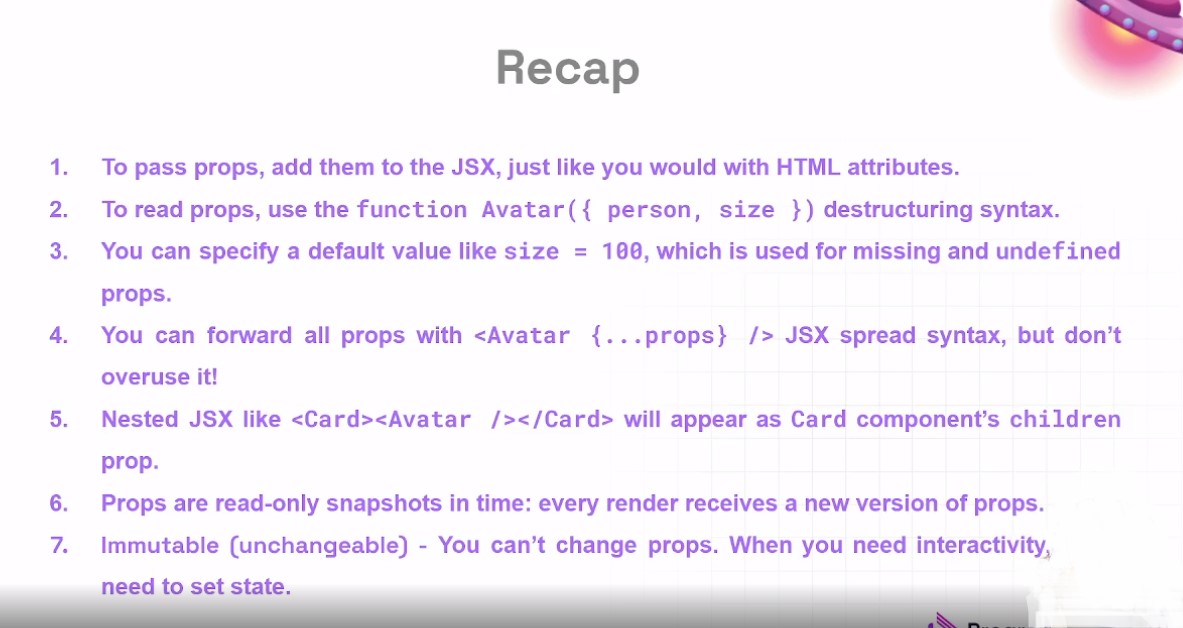 Recap
1. To pass props, add them to the JSX, just like you would with HTML attributes.
2. To read props, use the function Avatar({ person, size }) destructuring syntax.
3. You can specify a default value like size = 100, which is used for missing and undefined
props.
4. You can forward all props with <Avatar {...props} /> JSX spread syntax, but don’t
overuse it!
5. Nested JSX like <Card><Avatar /></Card> will appear as Card component’s children
prop.
6. Props are read-only snapshots in time: every render receives a new version of props.
7. Immutable (unchangeable) - You can’t change props. When you need interactivity,
need to set state.